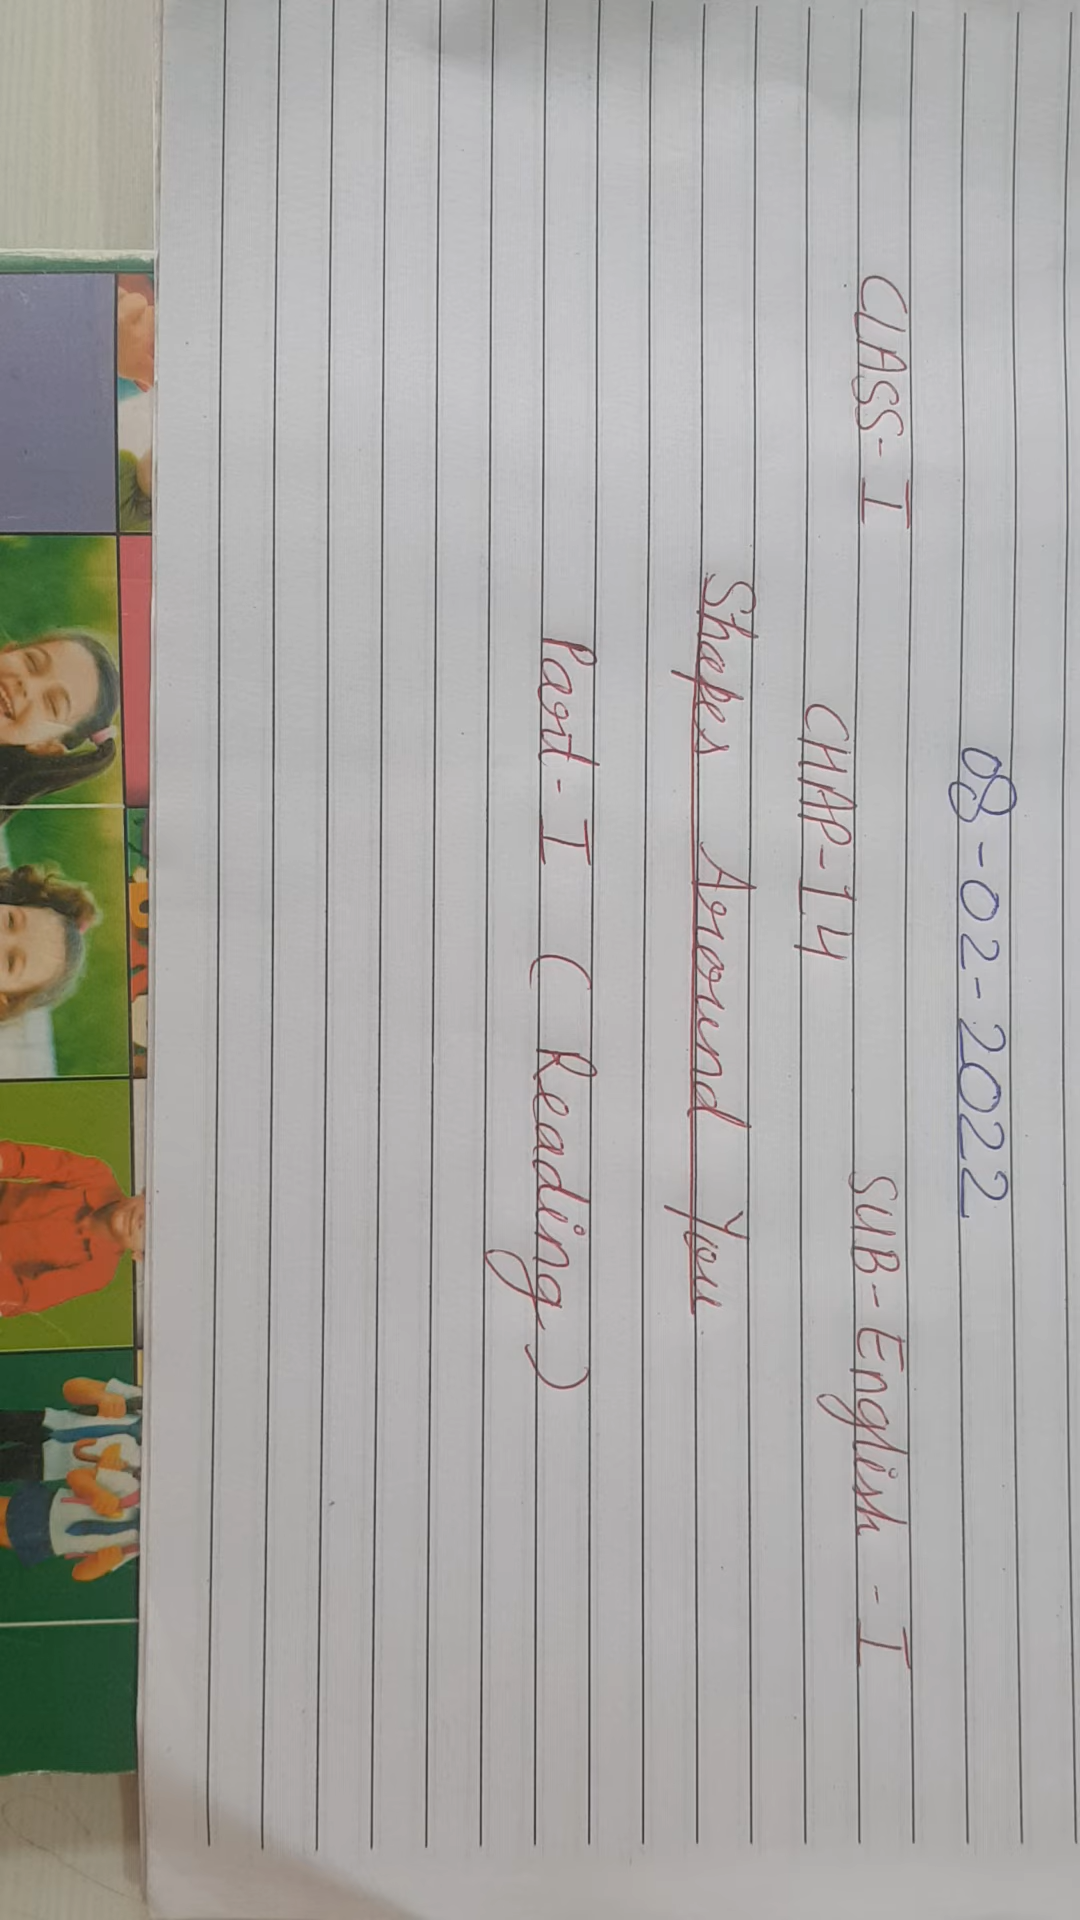 08-02-2022
CLASS-I SUB-English-I
CHAP-14
Shapes Around You
Part-I (Reading)